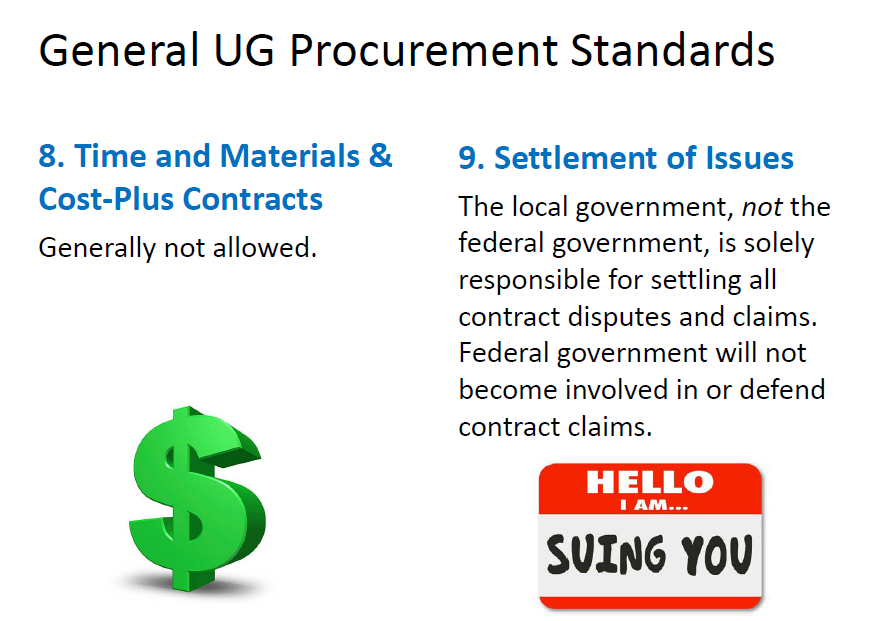 General UG Procurement Standards
8. Time and Materials &
Cost-Plus Contracts
Generally not allowed.
9. Settlement of Issues
The local government, not the
federal government, is solely
responsible for settling all
contract disputes and claims.
Federal government will not
become involved in or defend
contract claims.
$
HELLO
I AM...
SUING YOU